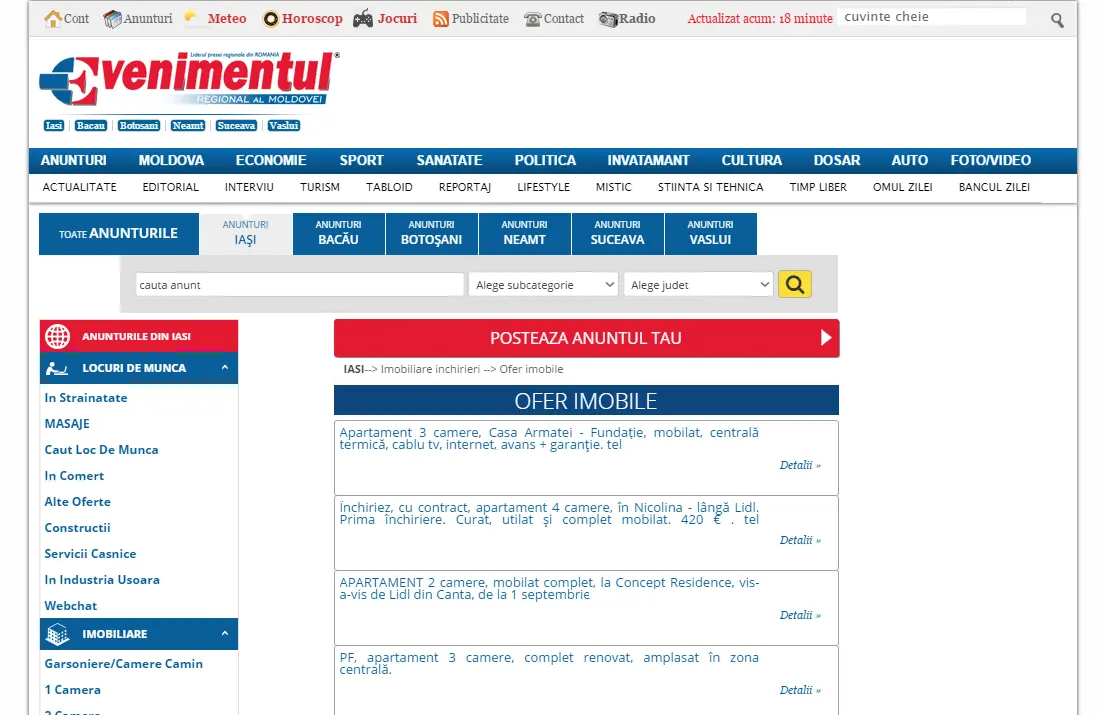 Cont Anunturi Meteo Horoscop Jocuri Publicitate Contact Radio Actualizat acum: 18 minute cuvinte cheie
Liderul presei regionale din ROMANIA
Evenimentul ®
REGIONAL AL MOLDOVEI
Iasi | Bacau | Botosani | Neamt | Suceava | Vaslui
ANUNTURI MOLDOVA ECONOMIE SPORT SANATATE POLITICA INVATAMANT CULTURA DOSAR AUTO FOTO/VIDEO
ACTUALITATE EDITORIAL INTERVIU TURISM TABLOID REPORTAJ LIFESTYLE MISTIC STIINTA SI TEHNICA TIMP LIBER OMUL ZILEI BANCUL ZILEI
TOATE ANUNTURILE
ANUNTURI
IAŞI
ANUNTURI
BACĂU
ANUNTURI
BOTOŞANI
ANUNTURI
NEAMT
ANUNTURI
SUCEAVA
ANUNTURI
VASLUI
cauta anunt Alege subcategorie Alege judet
ANUNTURILE DIN IASI
LOCURI DE MUNCA
In Strainatate
MASAJE
Caut Loc De Munca
In Comert
Alte Oferte
Constructii
Servicii Casnice
In Industria Usoara
Webchat
IMOBILIARE
Garsoniere/Camere Camin
1 Camera
2 Camere
POSTEAZA ANUNTUL TAU
IASI--> Imobiliare inchirieri --> Ofer imobile
OFER IMOBILE
Apartament 3 camere, Casa Armatei - Fundaţie, mobilat, centrală
termică, cablu tv, internet, avans + garanţie. tel
Detalii »
Închiriez, cu contract, apartament 4 camere, în Nicolina - lângă Lidl.
Prima închiriere. Curat, utilat şi complet mobilat. 420 € . tel
Detalii »
APARTAMENT 2 camere, mobilat complet, la Concept Residence, vis-
a-vis de Lidl din Canta, de la 1 septembrie
Detalii »
PF, apartament 3 camere, complet renovat, amplasat în zona
centrală.
Detalii »